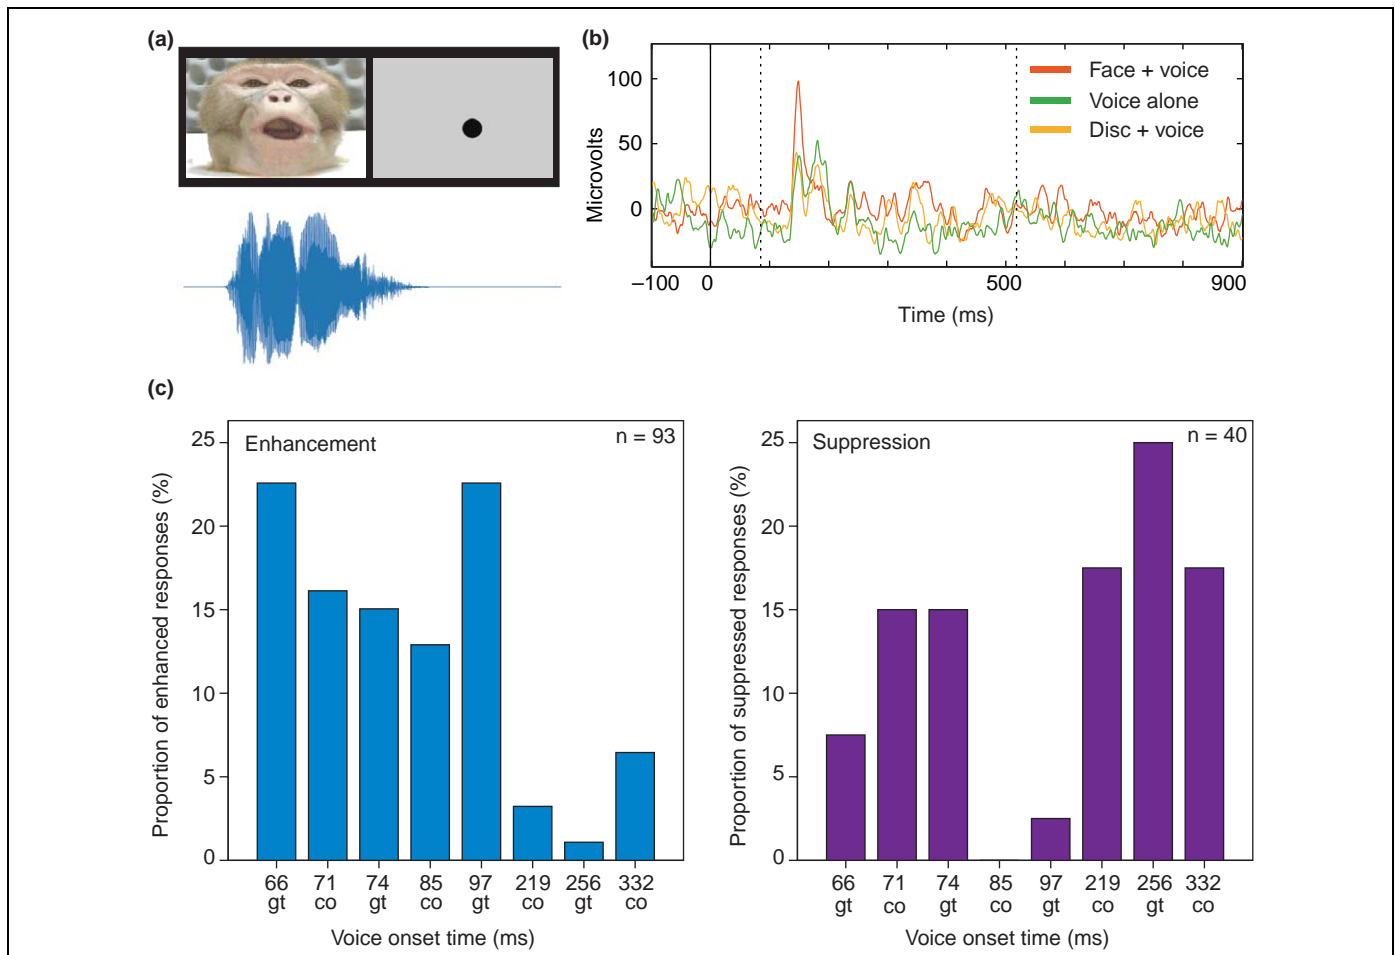 (a)
(b)
Face + voice
Voice alone
Disc + voice
Microvolts
100
50
0
–100 0 500 900
Time (ms)
(c)
Enhancement
n = 93
Proportion of enhanced responses (%)
25
20
15
10
5
0
66 71 74 85 97 219 256 332
gt co gt co gt co gt co
Voice onset time (ms)
Suppression
n = 40
Proportion of suppressed responses (%)
25
20
15
10
5
0
66 71 74 85 97 219 256 332
gt co gt co gt co gt co
Voice onset time (ms)